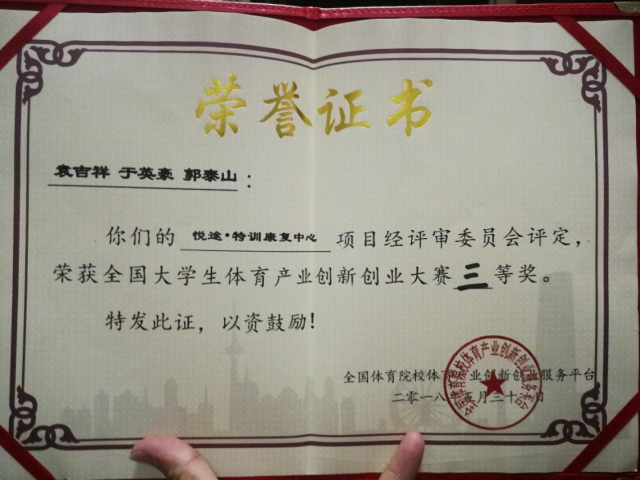 荣誉证书
袁吉祥 于英豪 郭泰山：
你们的 悦途·特训康复中心 项目经评审委员会评定，
荣获全国大学生体育产业创新创业大赛三等奖。
特发此证，以资鼓励！
全国体育院校体育产业创新创业服务平台
二零一八 月三十 日